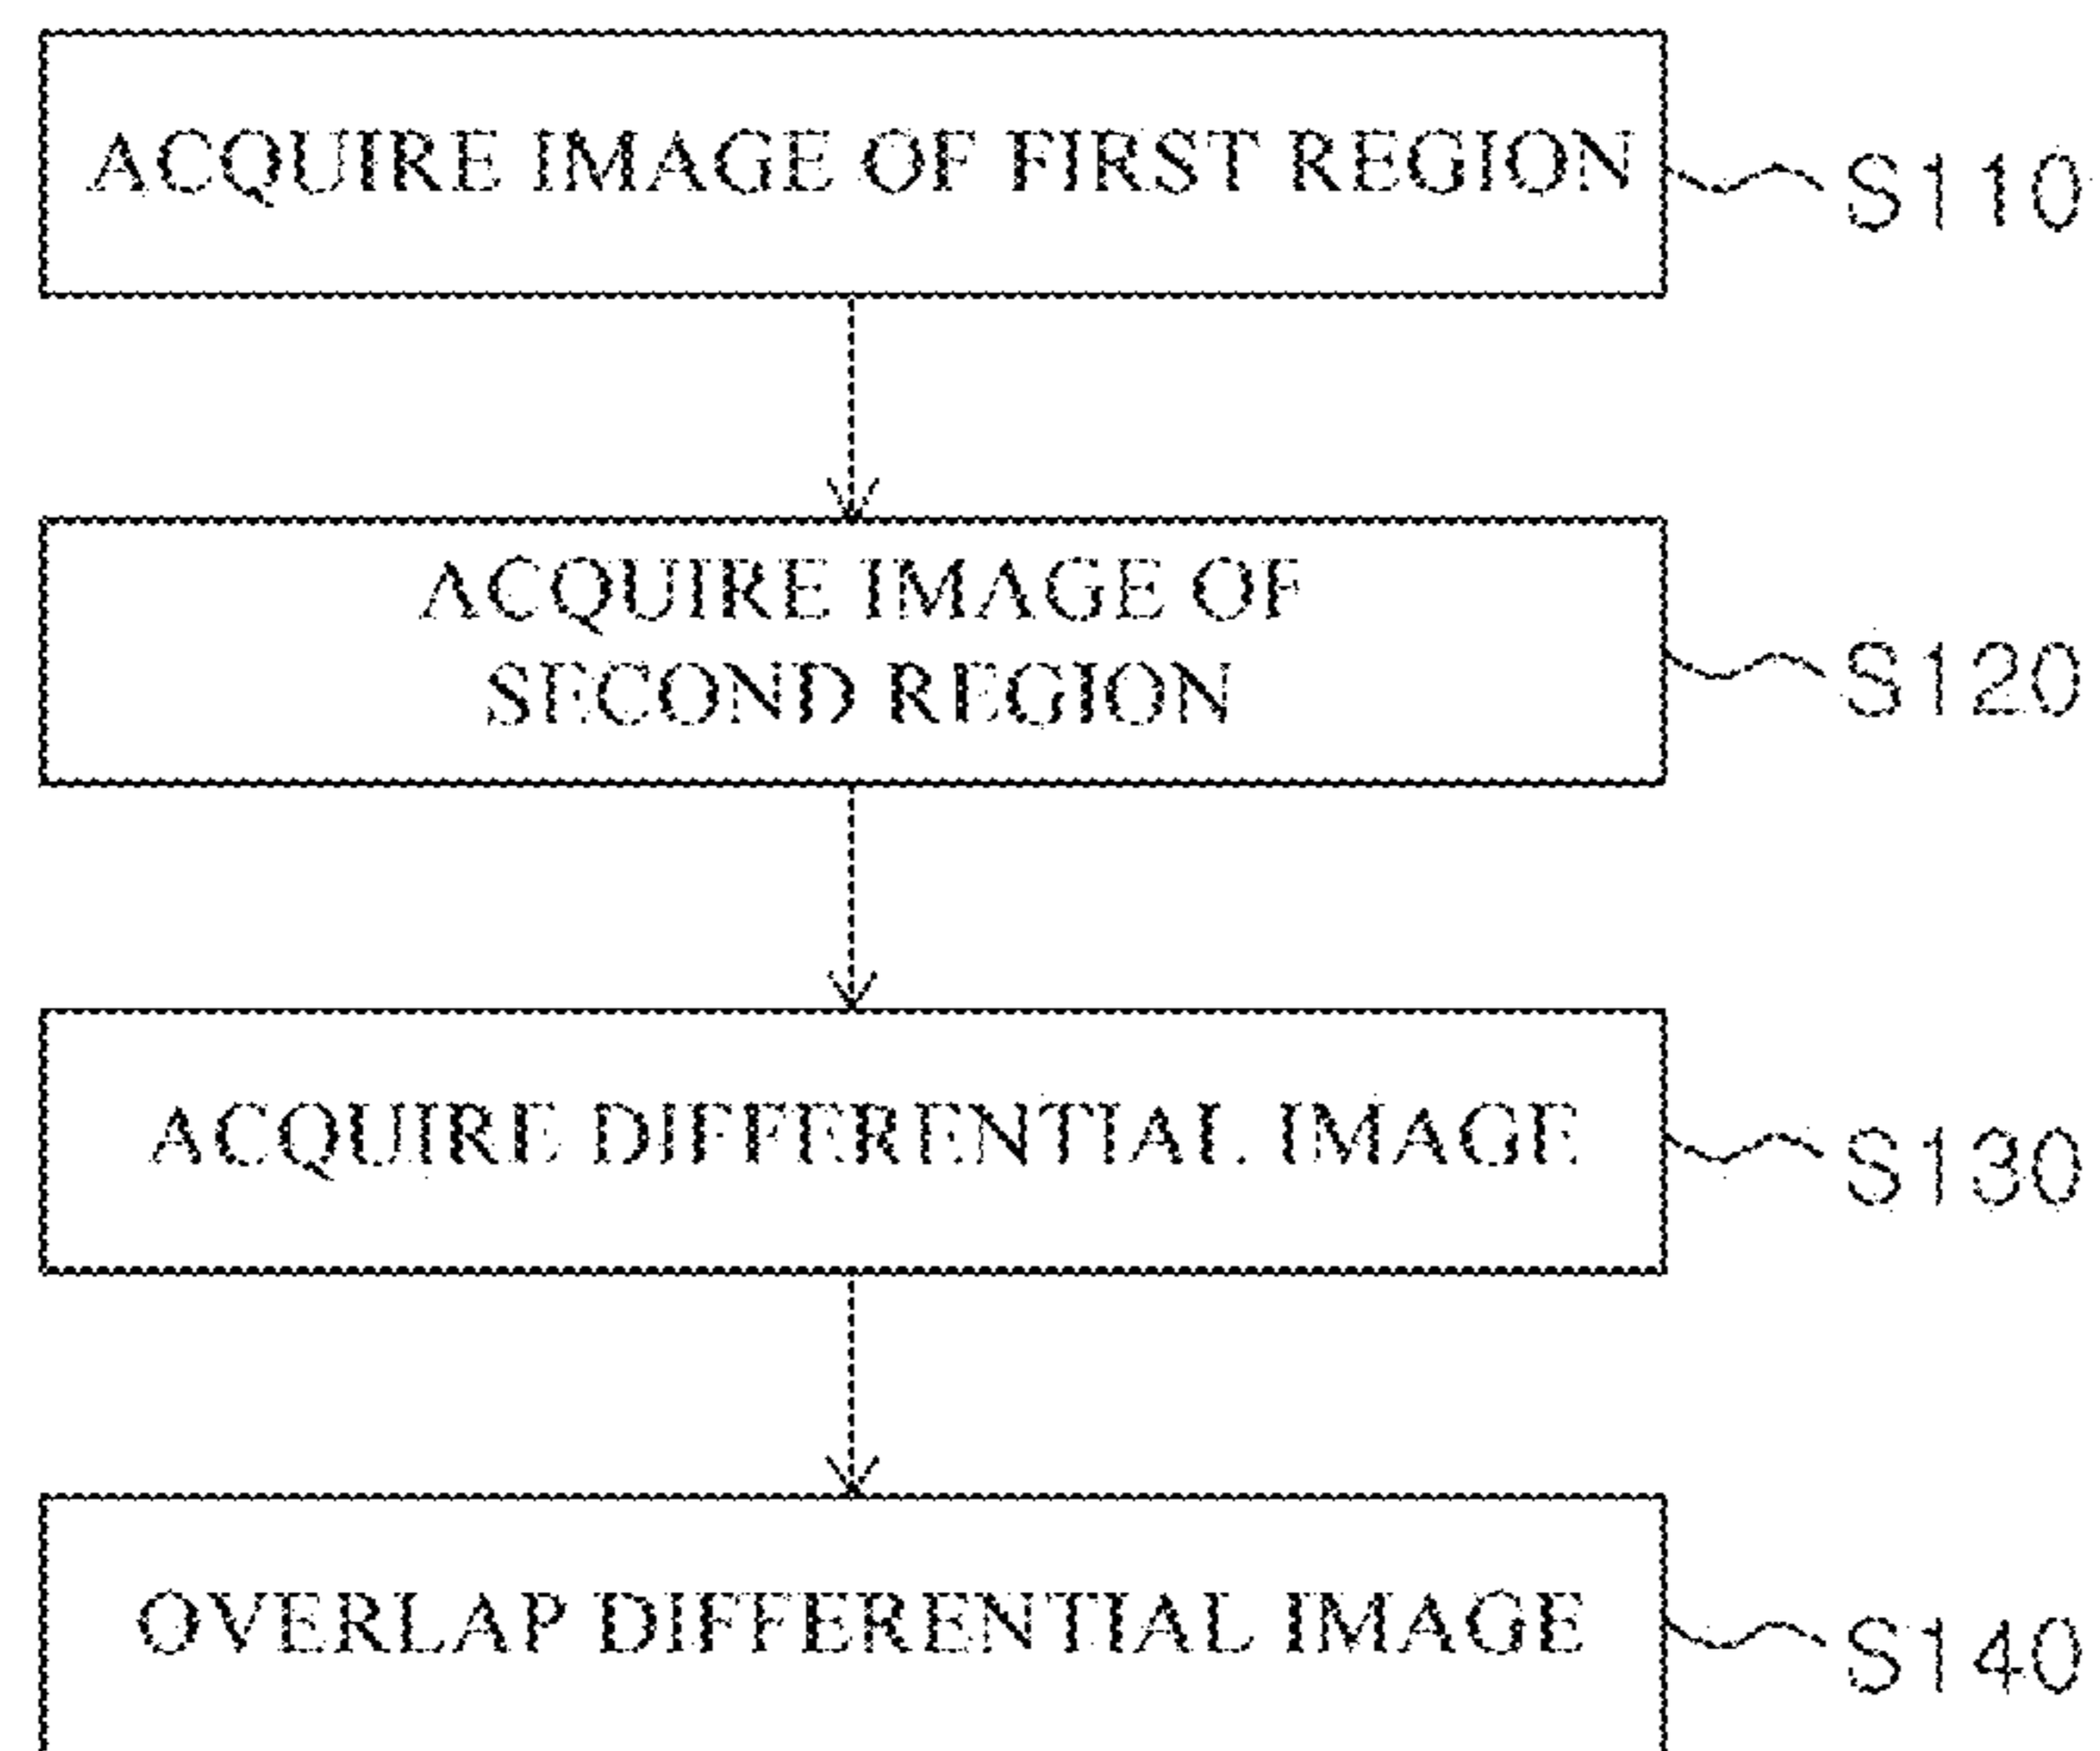 ACQUIRE IMAGE OF FIRST REGION
S110
ACQUIRE IMAGE OF
SECOND REGION
S120
ACQUIRE DIFFERENTIAL IMAGE
S130
OVERLAP DIFFERENTIAL IMAGE
S140